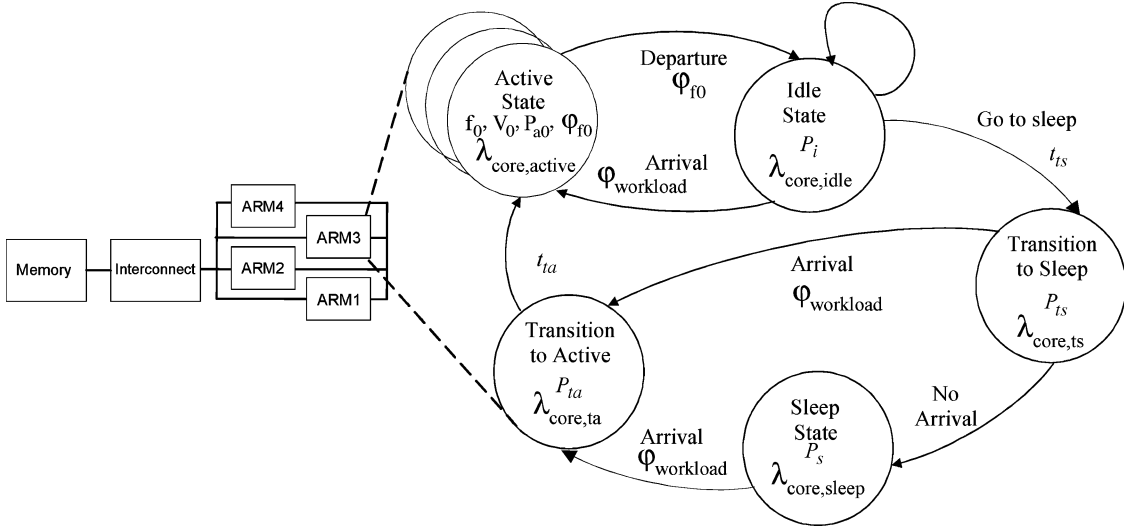 Memory
Interconnect
ARM4
ARM3
ARM2
ARM1
Active
State
f0, V0, Pa0, φf0
λcore,active
Departure
φf0
Idle
State
Pi
λcore,idle
Go to sleep
tts
Arrival
φworkload
Transition
to Sleep
Pts
λcore,ts
Arrival
φworkload
tta
Transition
to Active
Pta
λcore,ta
No
Arrival
Sleep
State
Ps
λcore,sleep
Arrival
φworkload